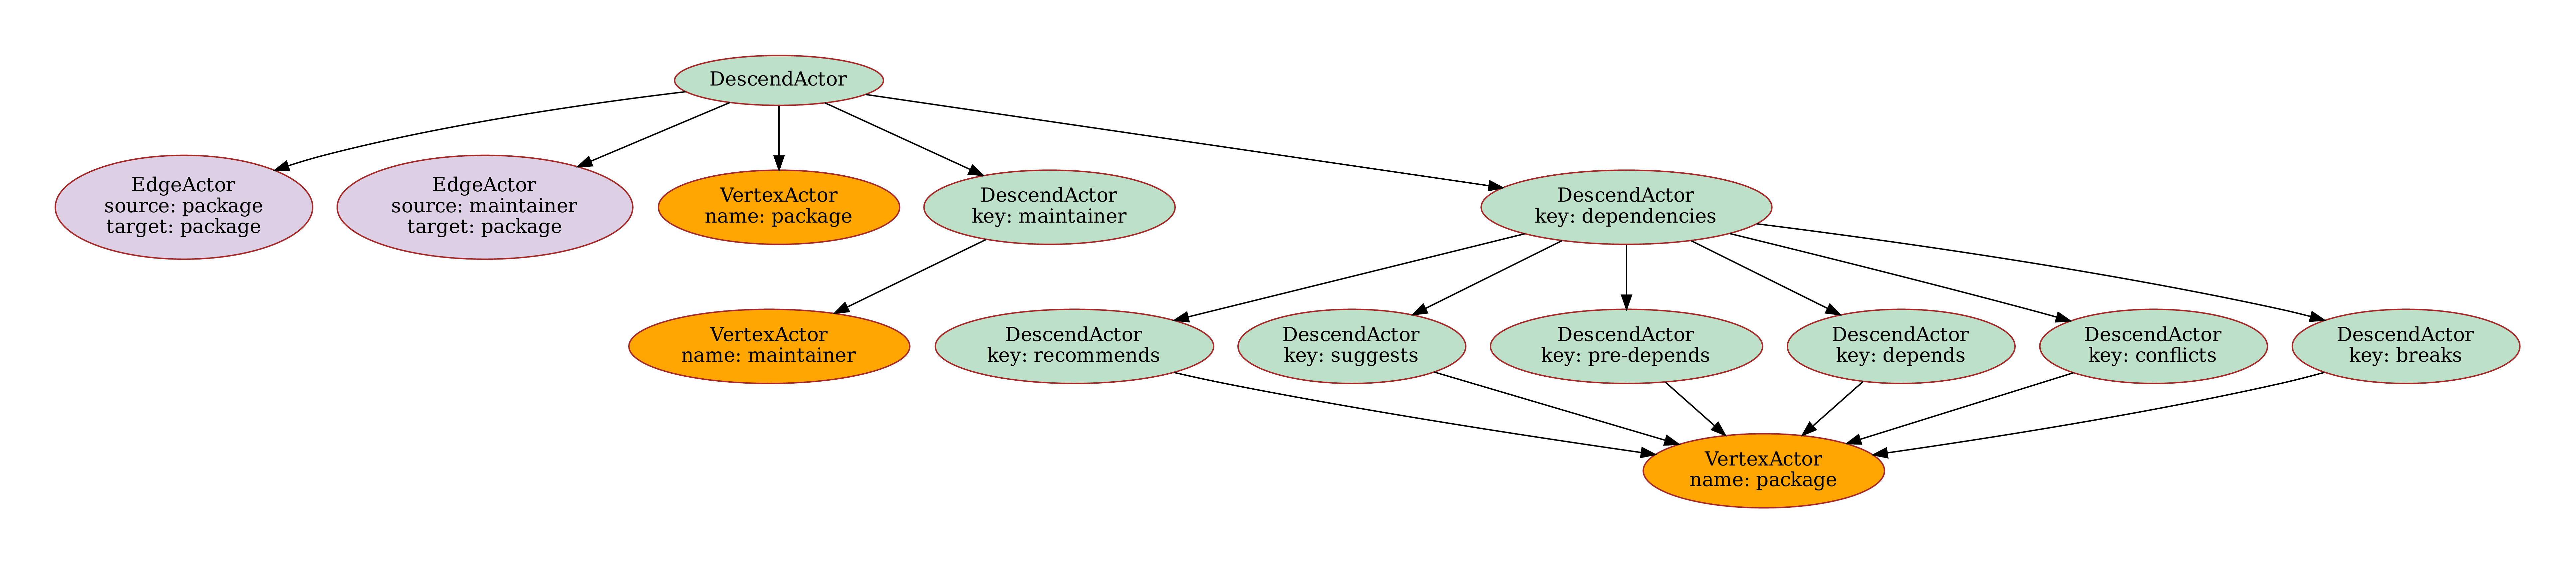 DescendActor
EdgeActor
source: package
target: package
EdgeActor
source: maintainer
target: package
VertexActor
name: package
DescendActor
key: maintainer
DescendActor
key: dependencies
VertexActor
name: maintainer
DescendActor
key: recommends
DescendActor
key: suggests
DescendActor
key: pre-depends
DescendActor
key: depends
DescendActor
key: conflicts
DescendActor
key: breaks
VertexActor
name: package